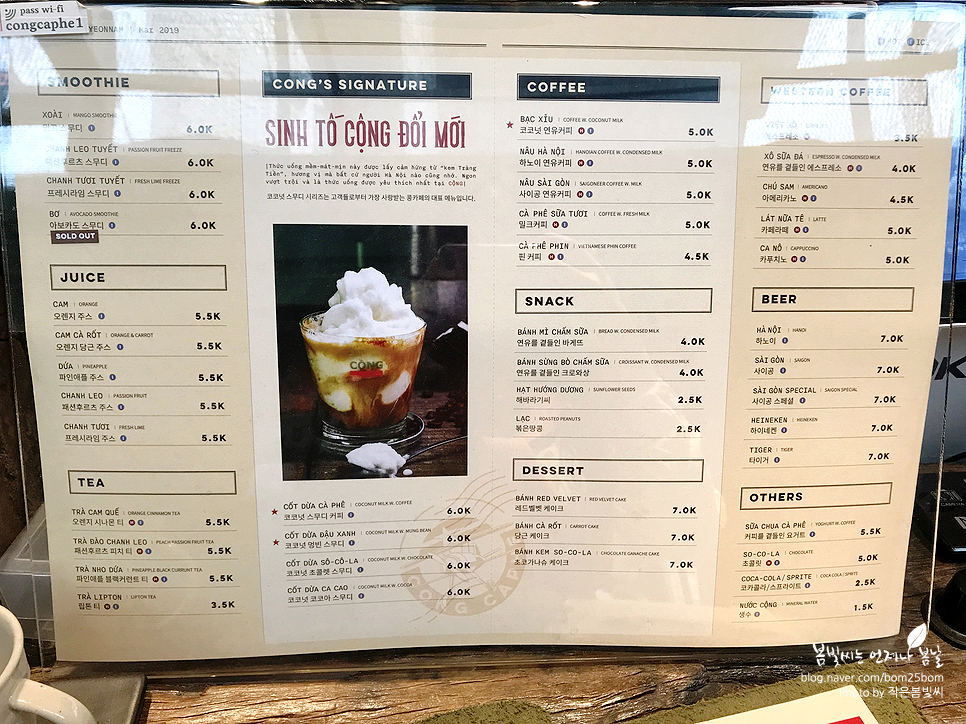 pass wi-fi
congcaphe1
YEONNAM
Mar 2019
SMOOTHIE
XOÀI | MANGO SMOOTHIE
6.0K
CHANH LEO TUYẾT | PASSION FRUIT FREEZE
패션후르츠 스무디 6.0K
CHANH TƯƠI TUYẾT | FRESH LIME FREEZE
프레시라임 스무디 6.0K
BƠ | AVOCADO SMOOTHIE
아보카도 스무디 6.0K
SOLD OUT
JUICE
CAM | ORANGE
오렌지 주스 5.5K
CAM CÀ RỐT | ORANGE & CARROT
오렌지 당근 주스 5.5K
DỨA | PINEAPPLE
파인애플 주스 5.5K
CHANH LEO | PASSION FRUIT
패션후르츠 주스 5.5K
CHANH TƯƠI | FRESH LIME
프레시라임 주스 5.5K
TEA
TRÀ CAM QUẾ | ORANGE CINNAMON TEA
오렌지 시나몬 티 H I 5.5K
TRÀ ĐÀO CHANH LEO | PEACH PASSION FRUIT TEA
패션후르츠 피치 티 H I 5.5K
TRÀ NHO DỨA | PINEAPPLE BLACK CURRUNT TEA
파인애플 블랙커런트 티 H I 5.5K
TRÀ LIPTON | LIPTON TEA
립톤 티 H I 3.5K
CONG'S SIGNATURE
SINH TỐ CỘNG ĐỔI MỚI
(Thức uống mềm-mát-mịn này được lấy cảm hứng từ "kem Tràng
Tiền", hương vị mà bất cứ người Hà Nội nào cũng nhớ. Ngon
vượt trội và là thức uống được yêu thích nhất tại CỘNG)
코코넛 스무디 시리즈는 고객들로부터 가장 사랑받는 콩카페의 대표 메뉴입니다.
CỘNG
★ CỐT DỪA CÀ PHÊ | COCONUT MILK W. COFFEE
코코넛 스무디 커피 6.0K
★ CỐT DỪA ĐẬU XANH | COCONUT MILK W. MUNG BEAN
코코넛 멍빈 스무디 6.0K
CỐT DỪA SÔ-CÔ-LA | COCONUT MILK W. CHOCOLATE
코코넛 초콜렛 스무디 6.0K
CỐT DỪA CA CAO | COCONUT MILK W. COCOA
코코넛 코코아 스무디 6.0K
COFFEE
★ BẠC XỈU | COFFEE W. COCONUT MILK
코코넛 연유커피 H I 5.0K
NÂU HÀ NỘI | HANOIAN COFFEE W. CONDENSED MILK
하노이 연유커피 H I 5.0K
NÂU SÀI GÒN | SAIGONEER COFFEE W. MILK
사이공 연유커피 H I 5.0K
CÀ PHÊ SỮA TƯƠI | COFFEE W. FRESH MILK
밀크커피 H I 5.0K
CÀ PHÊ PHIN | VIETNAMESE PHIN COFFEE
핀 커피 H I 4.5K
SNACK
BÁNH MÌ CHẤM SỮA | BREAD W. CONDENSED MILK
연유를 곁들인 바게뜨 4.0K
BÁNH SỪNG BÒ CHẤM SỮA | CROISSANT W. CONDENSED MILK
연유를 곁들인 크로와상 4.0K
HẠT HƯỚNG DƯƠNG | SUNFLOWER SEEDS
해바라기씨 2.5K
LẠC | ROASTED PEANUTS
볶은땅콩 2.5K
DESSERT
BÁNH RED VELVET | RED VELVET CAKE
레드벨벳 케이크 7.0K
BÁNH CÀ RỐT | CARROT CAKE
당근 케이크 7.0K
BÁNH KEM SO-CO-LA | CHOCOLATE GANACHE CAKE
초코가나슈 케이크 7.0K
WESTERN COFFEE
3.5K
XÔ SỮA ĐÁ | ESPRESSO W. CONDENSED MILK
연유를 곁들인 에스프레소 H I 4.0K
CHÚ SAM | AMERICANO
아메리카노 H I 4.5K
LÁT NỮA TÊ | LATTE
카페라떼 H I 5.0K
CA NÔ | CAPPUCCINO
카푸치노 H I 5.0K
BEER
HÀ NỘI | HANOI
하노이 7.0K
SÀI GÒN | SAIGON
사이공 7.0K
SÀI GÒN SPECIAL | SAIGON SPECIAL
사이공 스페셜 7.0K
HEINEKEN | HEINEKEN
하이네켄 7.0K
TIGER | TIGER
타이거 7.0K
OTHERS
SỮA CHUA CÀ PHÊ | YOGHURT W. COFFEE
커피를 곁들인 요거트 5.5K
SO-CO-LA | CHOCOLATE
초콜릿 H I 5.0K
COCA-COLA/SPRITE | COCA COLA/SPRITE
코카콜라/스프라이트 2.5K
NƯỚC CỘNG | MINERAL WATER
생수 1.5K
봄빛씨는 언제나 봄날
blog.naver.com/bom25bom
photo by 작은봄빛씨